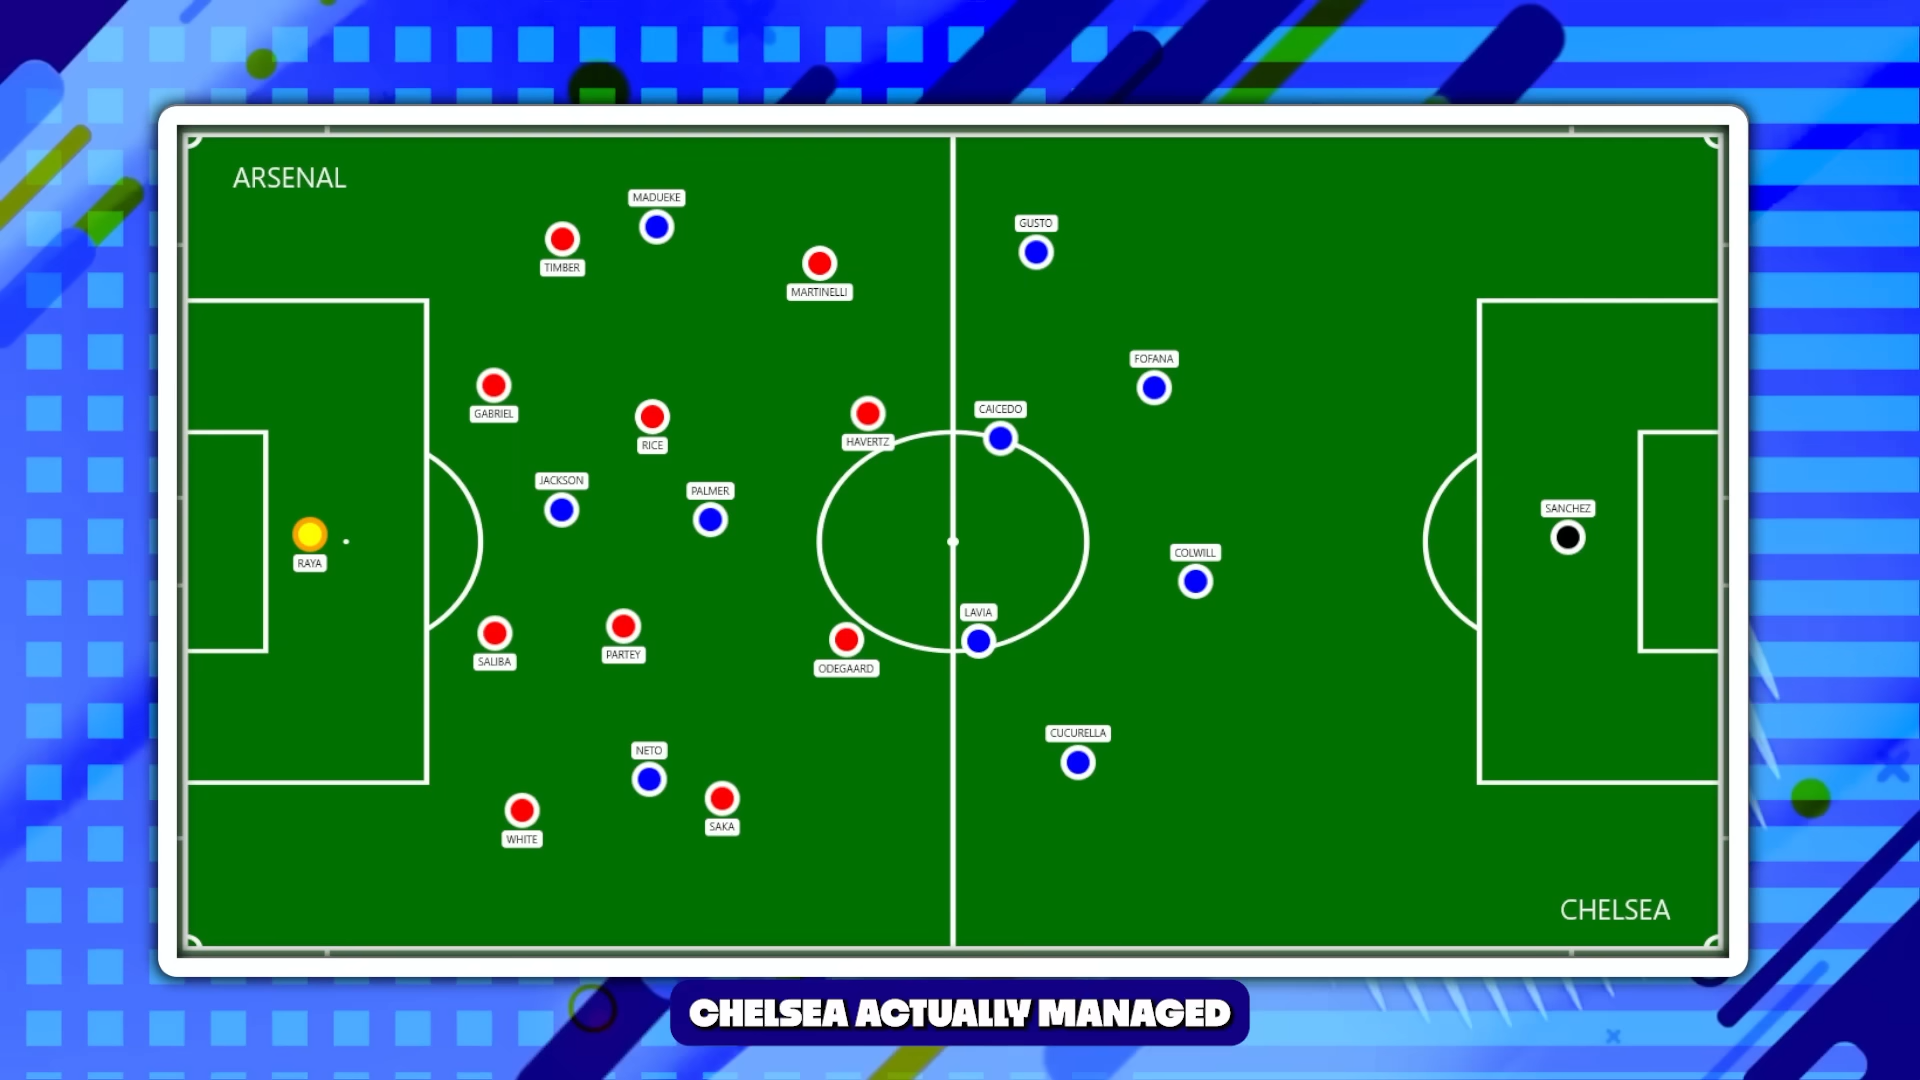 ARSENAL
MADUEKE
GUSTO
TIMBER
MARTINELLI
FOFANA
GABRIEL
CAICEDO
RICE
HAVERTZ
JACKSON
PALMER
SANCHEZ
RAYA
COLWILL
LAVIA
SALIBA
PARTEY
ODEGAARD
CUCURELLA
NETO
WHITE
SAKA
CHELSEA
CHELSEA ACTUALLY MANAGED